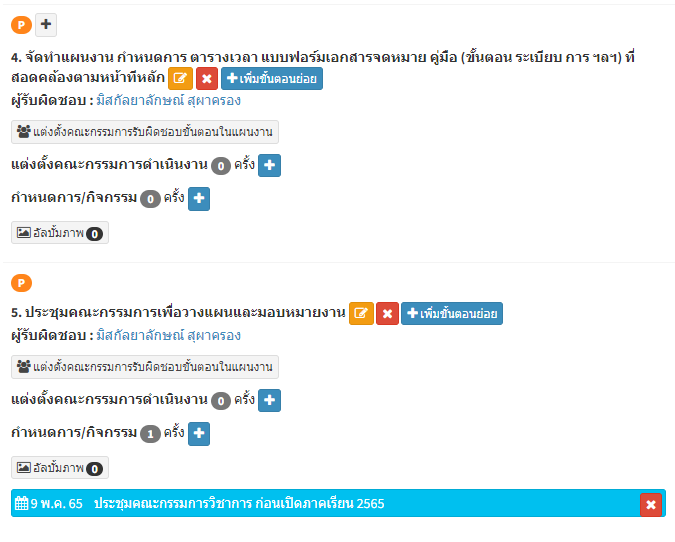 P
4. จัดทำแผนงาน กำหนดการ ตารางเวลา แบบฟอร์มเอกสารจดหมาย คู่มือ (ขั้นตอน ระเบียบ การ ฯลฯ) ที่
สอดคล้องตามหน้าที่หลัก เพิ่มขั้นตอนย่อย
ผู้รับผิดชอบ : มิสกัลยาลักษณ์ สุผาครอง
แต่งตั้งคณะกรรมการรับผิดชอบขั้นตอนในแผนงาน
แต่งตั้งคณะกรรมการดำเนินงาน 0 ครั้ง
กำหนดการ/กิจกรรม 0 ครั้ง
อัลบั้มภาพ 0
P
5. ประชุมคณะกรรมการเพื่อวางแผนและมอบหมายงาน เพิ่มขั้นตอนย่อย
ผู้รับผิดชอบ : มิสกัลยาลักษณ์ สุผาครอง
แต่งตั้งคณะกรรมการรับผิดชอบขั้นตอนในแผนงาน
แต่งตั้งคณะกรรมการดำเนินงาน 0 ครั้ง
กำหนดการ/กิจกรรม 1 ครั้ง
อัลบั้มภาพ 0
9 พ.ค. 65 ประชุมคณะกรรมการวิชาการ ก่อนเปิดภาคเรียน 2565